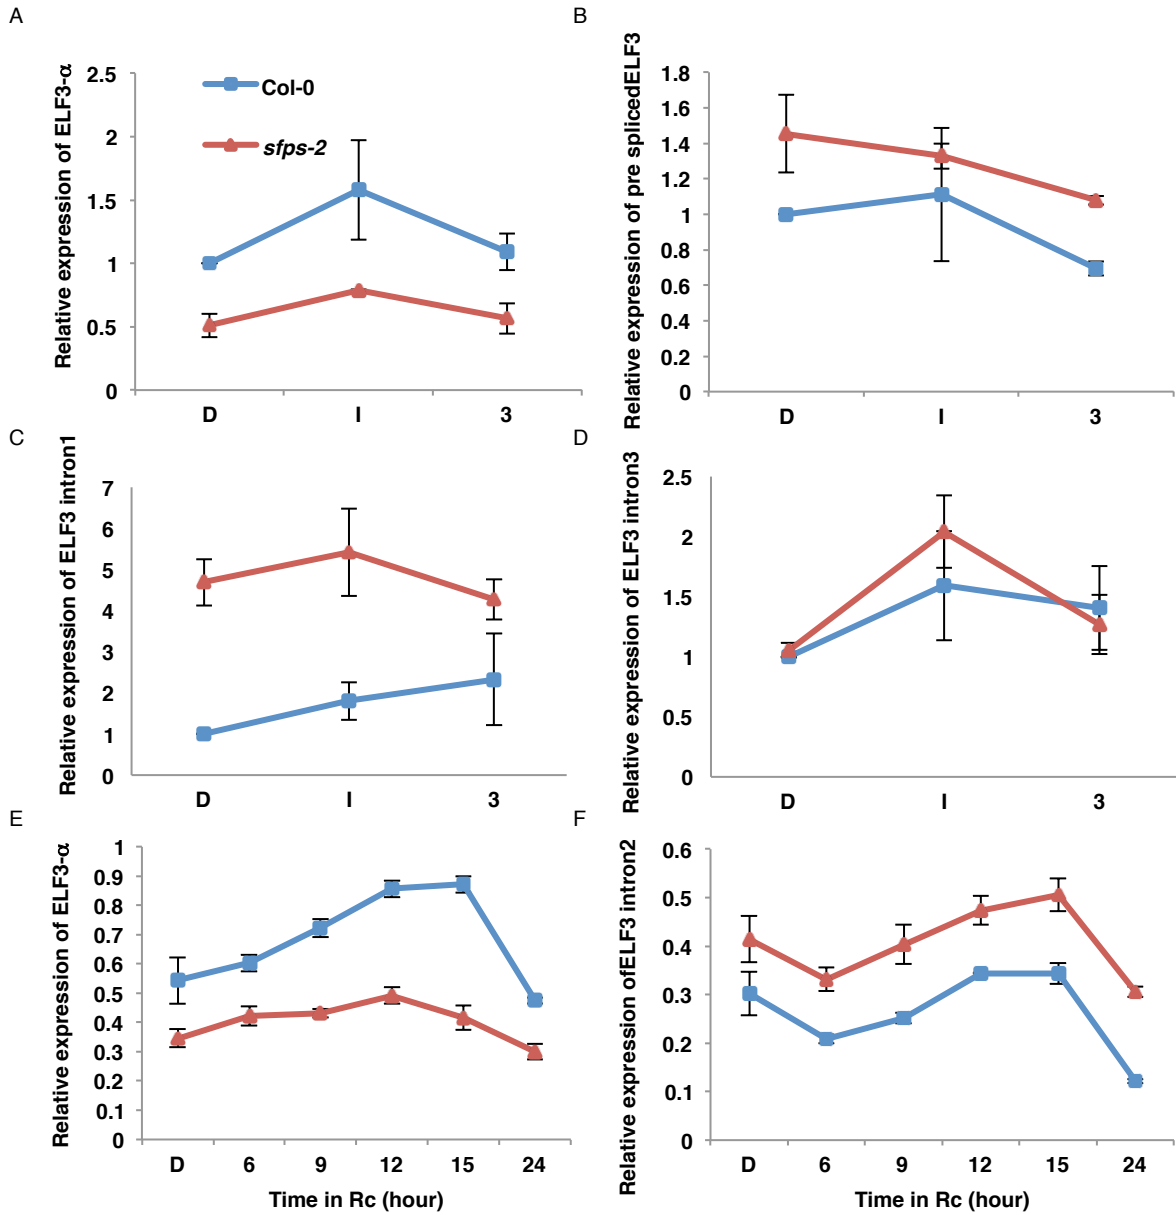 A
Relative expression of ELF3-α
2.5
2
1.5
1
0.5
0
Col-0
sfps-2
D I 3
B
Relative expression of pre splicedELF3
1.8
1.6
1.4
1.2
1
0.8
0.6
0.4
0.2
0
D I 3
C
Relative expression of ELF3 intron1
7
6
5
4
3
2
1
0
D I 3
D
Relative expression of ELF3 intron3
2.5
2
1.5
1
0.5
0
D I 3
E
Relative expression of ELF3-α
1
0.9
0.8
0.7
0.6
0.5
0.4
0.3
0.2
0.1
0
D 6 9 12 15 24
Time in Rc (hour)
F
Relative expression ofELF3 intron2
0.6
0.5
0.4
0.3
0.2
0.1
0
D 6 9 12 15 24
Time in Rc (hour)